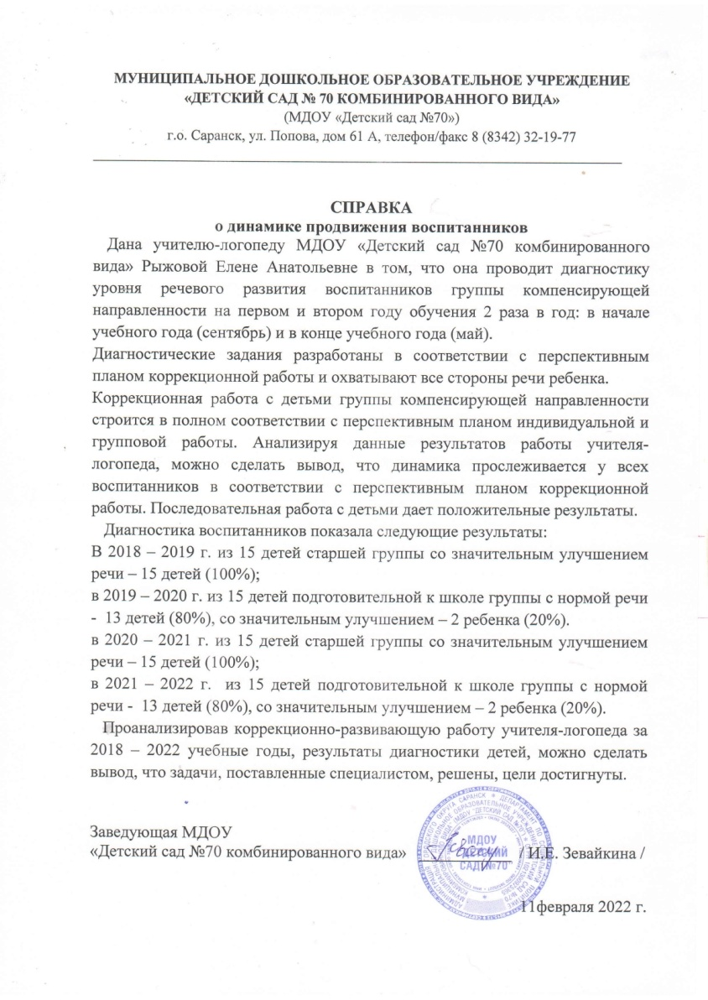 МУНИЦИПАЛЬНОЕ ДОШКОЛЬНОЕ ОБРАЗОВАТЕЛЬНОЕ УЧРЕЖДЕНИЕ
«ДЕТСКИЙ САД № 70 КОМБИНИРОВАННОГО ВИДА»
(МДОУ «Детский сад №70»)
г.о. Саранск, ул. Попова, дом 61 А, телефон/факс 8 (8342) 32-19-77
СПРАВКА
о динамике продвижения воспитанников
Дана учителю-логопеду МДОУ «Детский сад №70 комбинированного
вида» Рыжовой Елене Анатольевне в том, что она проводит диагностику
уровня речевого развития воспитанников группы компенсирующей
направленности на первом и втором году обучения 2 раза в год: в начале
учебного года (сентябрь) и в конце учебного года (май).
Диагностические задания разработаны в соответствии с перспективным
планом коррекционной работы и охватывают все стороны речи ребенка.
Коррекционная работа с детьми группы компенсирующей направленности
строится в полном соответствии с перспективным планом индивидуальной и
групповой работы. Анализируя данные результатов работы учителя-
логопеда, можно сделать вывод, что динамика прослеживается у всех
воспитанников в соответствии с перспективным планом коррекционной
работы. Последовательная работа с детьми дает положительные результаты.
Диагностика воспитанников показала следующие результаты:
В 2018 – 2019 г. из 15 детей старшей группы со значительным улучшением
речи – 15 детей (100%);
в 2019 – 2020 г. из 15 детей подготовительной к школе группы с нормой речи
- 13 детей (80%), со значительным улучшением – 2 ребенка (20%).
в 2020 – 2021 г. из 15 детей старшей группы со значительным улучшением
речи – 15 детей (100%);
в 2021 – 2022 г. из 15 детей подготовительной к школе группы с нормой
речи - 13 детей (80%), со значительным улучшением – 2 ребенка (20%).
Проанализировав коррекционно-развивающую работу учителя-логопеда за
2018 – 2022 учебные годы, результаты диагностики детей, можно сделать
вывод, что задачи, поставленные специалистом, решены, цели достигнуты.
Заведующая МДОУ
«Детский сад №70 комбинированного вида» / И.Е. Зевайкина /
МДОУ
"ДЕТСКИЙ
САД №70"
11февраля 2022 г.